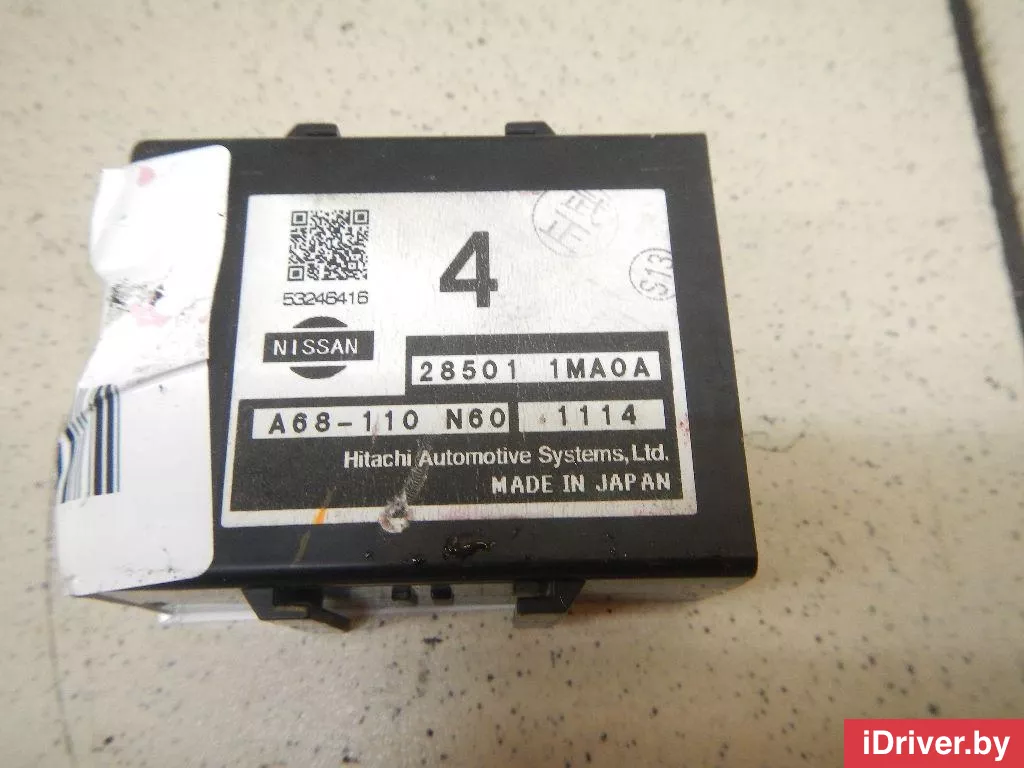 4
S13
53246416
NISSAN
28501 1MA0A
A68-110 N60 1114
Hitachi Automotive Systems, Ltd.
MADE IN JAPAN
iDriver.by